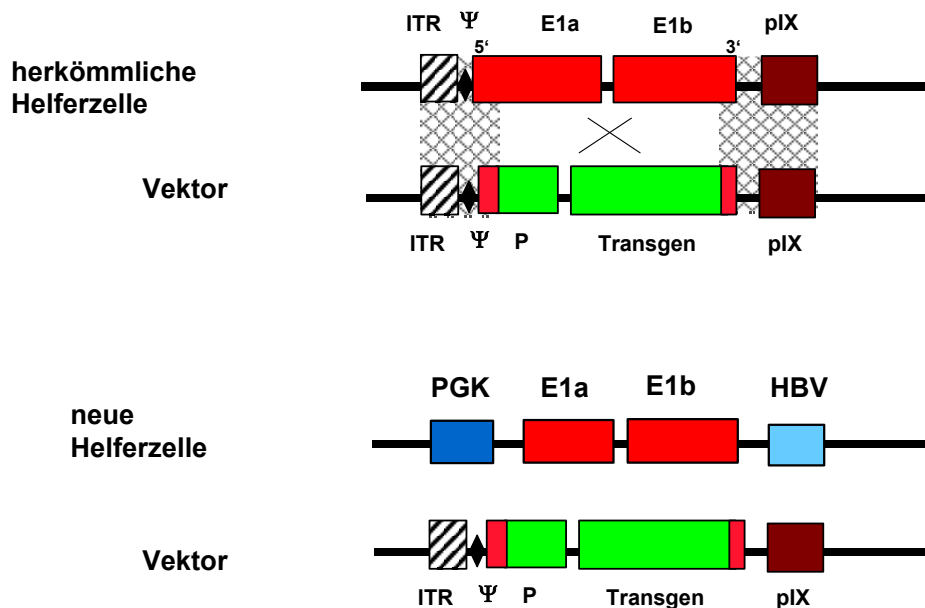 ITR Ψ E1a E1b pIX
5‘ 3‘
herkömmliche
Helferzelle
Vektor
ITR Ψ P Transgen pIX
PGK E1a E1b HBV
neue
Helferzelle
Vektor
ITR Ψ P Transgen pIX